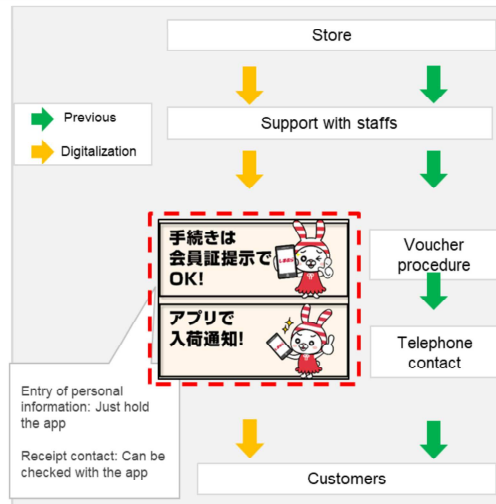 Store
Previous
Digitalization
Support with staffs
手続きは
会員証提示で
OK!
アプリで
入荷通知!
Voucher
procedure
Telephone
contact
Entry of personal
information: Just hold
the app
Receipt contact: Can be
checked with the app
Customers